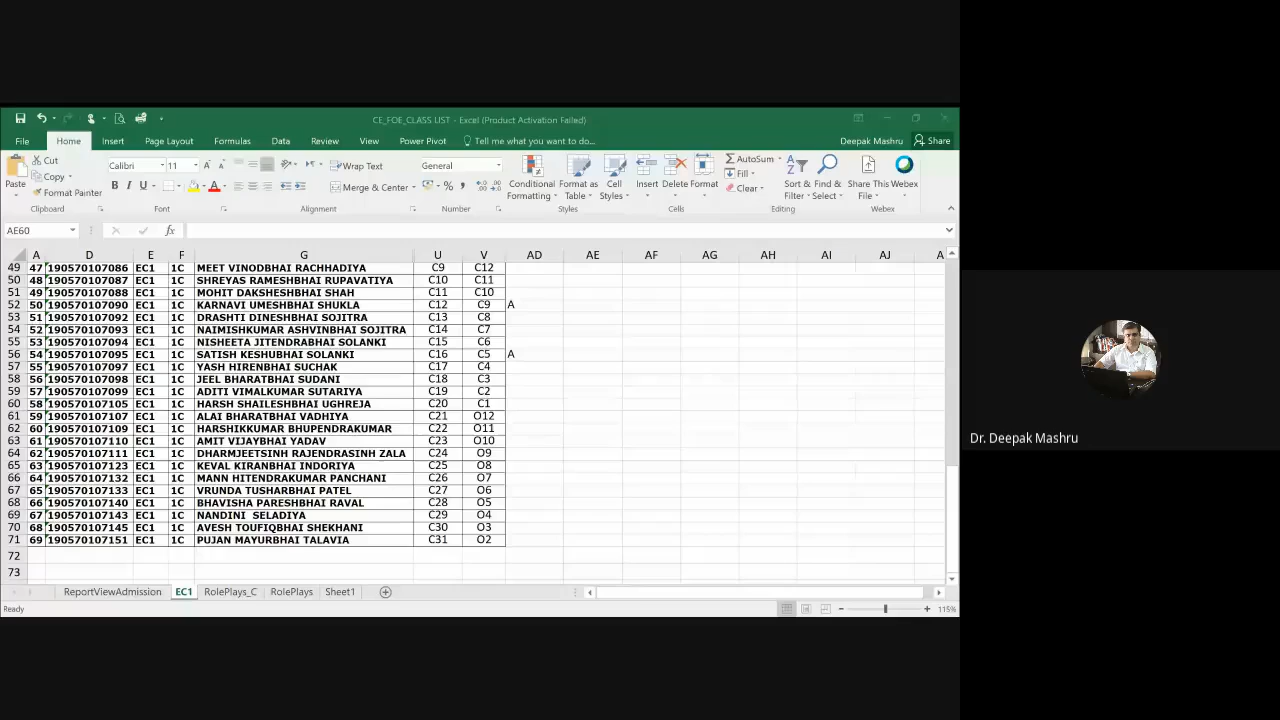 CE_FOE_CLASS LIST - Excel (Product Activation Failed)
File Home Insert Page Layout Formulas Data Review View Power Pivot Tell me what you want to do... Deepak Mashru Share
Paste Cut Copy Format Painter Clipboard
Calibri 11 B I U A Font
Wrap Text Merge & Center Alignment
General % Number
Conditional Formatting Format as Table Cell Styles Styles
Insert Delete Format Cells
AutoSum Fill Clear Sort & Filter Find & Select Editing
Share This File Webex Webex
AE60 fx
A D E F G U V AD AE AF AG AH AI AJ A
49 47 190570107086 EC1 1C MEET VINODBHAI RACHHADIYA C9 C12
50 48 190570107087 EC1 1C SHREYAS RAMESHBHAI RUPAVATIYA C10 C11
51 49 190570107088 EC1 1C MOHIT DAKSHESHBHAI SHAH C11 C10
52 50 190570107090 EC1 1C KARNAVI UMESHBHAI SHUKLA C12 C9 A
53 51 190570107092 EC1 1C DRASHTI DINESHBHAI SOJITRA C13 C8
54 52 190570107093 EC1 1C NAIMISHKUMAR ASHVINBHAI SOJITRA C14 C7
55 53 190570107094 EC1 1C NISHEETA JITENDRABHAI SOLANKI C15 C6
56 54 190570107095 EC1 1C SATISH KESHUBHAI SOLANKI C16 C5 A
57 55 190570107097 EC1 1C YASH HIRENBHAI SUCHAK C17 C4
58 56 190570107098 EC1 1C JEEL BHARATBHAI SUDANI C18 C3
59 57 190570107099 EC1 1C ADITI VIMALKUMAR SUTARIYA C19 C2
60 58 190570107105 EC1 1C HARSH SHAILESHBHAI UGHREJA C20 C1
61 59 190570107107 EC1 1C ALAI BHARATBHAI VADHIYA C21 O12
62 60 190570107109 EC1 1C HARSHIKKUMAR BHUPENDRAKUMAR C22 O11
63 61 190570107110 EC1 1C AMIT VIJAYBHAI YADAV C23 O10
64 62 190570107111 EC1 1C DHARMJEETSINH RAJENDRASINH ZALA C24 O9
65 63 190570107123 EC1 1C KEVAL KIRANBHAI INDORIYA C25 O8
66 64 190570107132 EC1 1C MANN HITENDRAKUMAR PANCHANI C26 O7
67 65 190570107133 EC1 1C VRUNDA TUSHARBHAI PATEL C27 O6
68 66 190570107140 EC1 1C BHAVISHA PARESHBHAI RAVAL C28 O5
69 67 190570107143 EC1 1C NANDINI SELADIYA C29 O4
70 68 190570107145 EC1 1C AVESH TOUFIQBHAI SHEKHANI C30 O3
71 69 190570107151 EC1 1C PUJAN MAYURBHAI TALAVIA C31 O2
72
73
ReportViewAdmission EC1 RolePlays_C RolePlays Sheet1
Ready 115%
Dr. Deepak Mashru